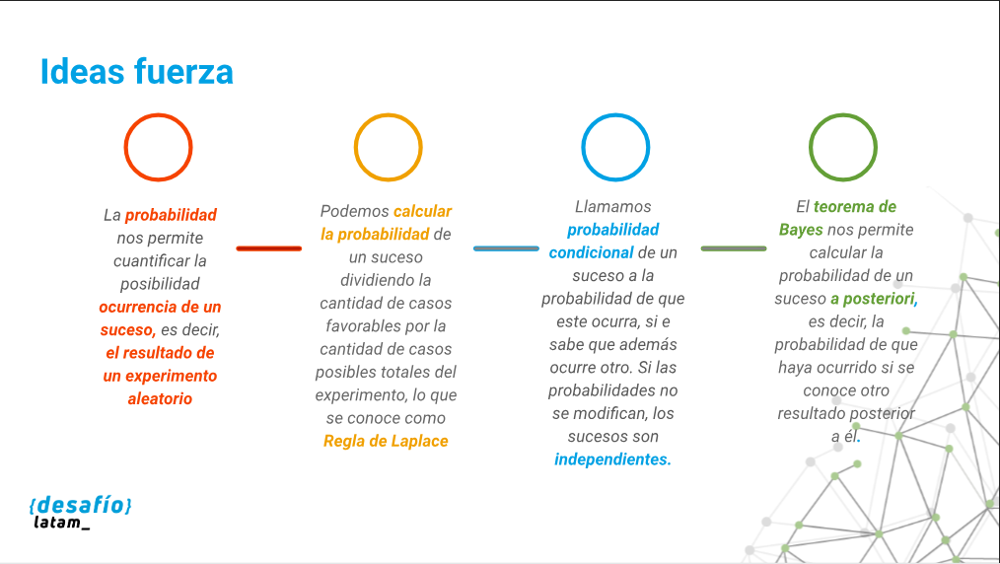 Ideas fuerza
La probabilidad
nos permite
cuantificar la
posibilidad
ocurrencia de un
suceso, es decir,
el resultado de
un experimento
aleatorio
Podemos calcular
la probabilidad de
un suceso
dividiendo la
cantidad de casos
favorables por la
cantidad de casos
posibles totales del
experimento, lo que
se conoce como
Regla de Laplace
Llamamos
probabilidad
condicional de un
suceso a la
probabilidad de que
este ocurra, si e
sabe que además
ocurre otro. Si las
probabilidades no
se modifican, los
sucesos son
independientes.
El teorema de
Bayes nos permite
calcular la
probabilidad de un
suceso a posteriori,
es decir, la
probabilidad de que
haya ocurrido si se
conoce otro
resultado posterior
a él.
{desafío}
latam_